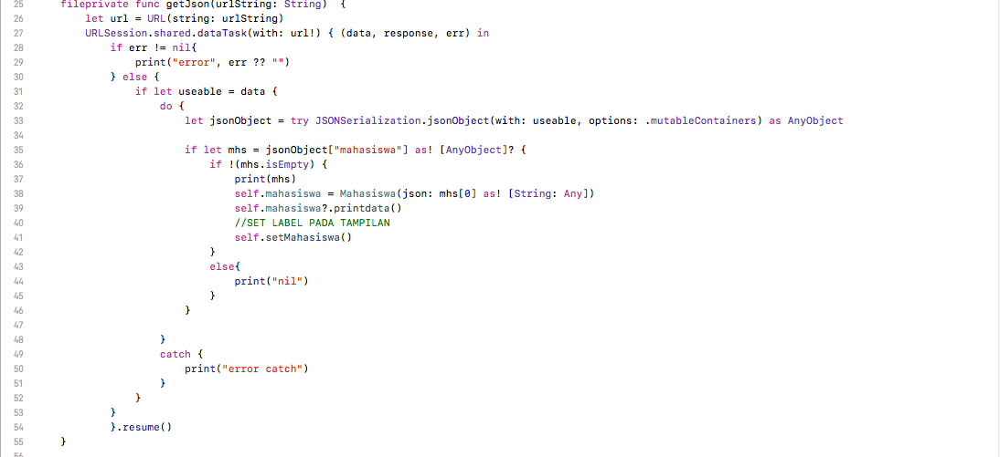 25 fileprivate func getJson(urlString: String)  {
26 let url = URL(string: urlString)
27 URLSession.shared.dataTask(with: url!) { (data, response, err) in
28 if err != nil{
29 print("error", err ?? "")
30 } else {
31 if let useable = data {
32 do {
33 let jsonObject = try JSONSerialization.jsonObject(with: useable, options: .mutableContainers) as AnyObject
34
35 if let mhs = jsonObject["mahasiswa"] as! [AnyObject]? {
36 if !(mhs.isEmpty) {
37 print(mhs)
38 self.mahasiswa = Mahasiswa(json: mhs[0] as! [String: Any])
39 self.mahasiswa?.printdata()
40 //SET LABEL PADA TAMPILAN
41 self.setMahasiswa()
42 }
43 else{
44 print("nil")
45 }
46 }
47
48 }
49 catch {
50 print("error catch")
51 }
52 }
53 }
54 }.resume()
55 }
56